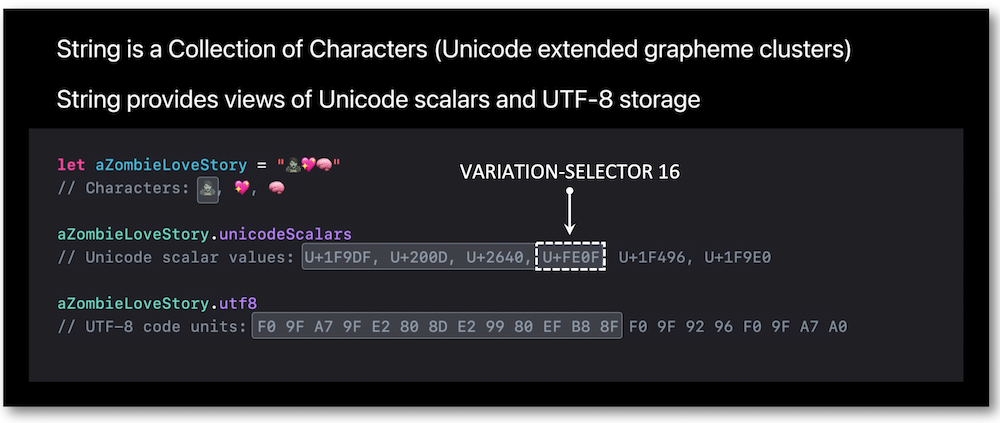 String is a Collection of Characters (Unicode extended grapheme clusters)
String provides views of Unicode scalars and UTF-8 storage
let aZombieLoveStory = "🧟‍♀️💖🧠"
// Characters: 🧟‍♀️, 💖, 🧠
VARIATION-SELECTOR 16
aZombieLoveStory.unicodeScalars
// Unicode scalar values: U+1F9DF, U+200D, U+2640, U+FE0F U+1F496, U+1F9E0
aZombieLoveStory.utf8
// UTF-8 code units: F0 9F A7 9F E2 80 8D E2 99 80 EF B8 8F F0 9F 92 96 F0 9F A7 A0